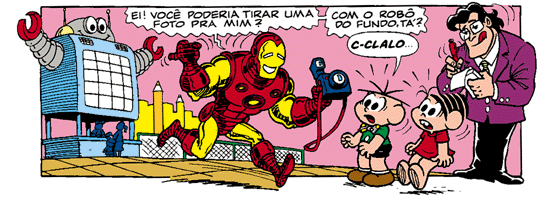 EI! VOCÊ PODERIA TIRAR UMA
FOTO PRA MIM?
COM O ROBÔ
DO FUNDO, TÁ?
C-CLALO...